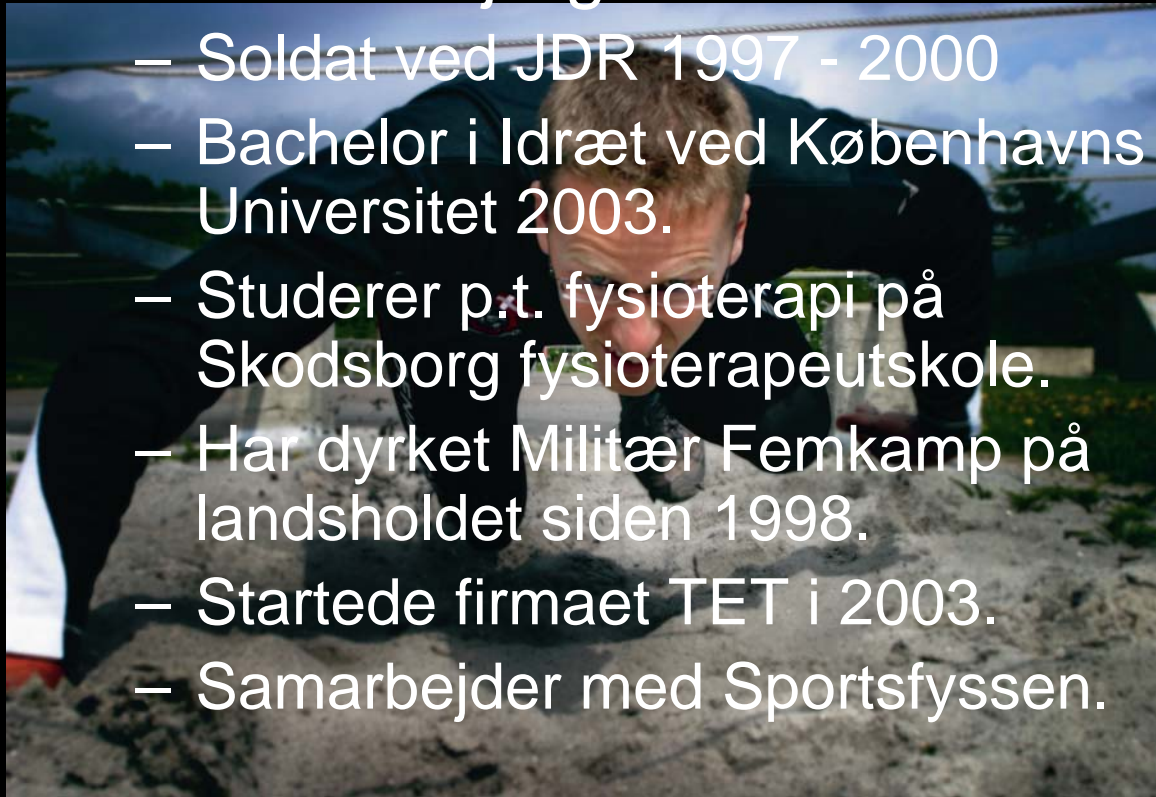 – Soldat ved JDR 1997 - 2000
– Bachelor i Idræt ved Københavns
Universitet 2003.
– Studerer p.t. fysioterapi på
Skodsborg fysioterapeutskole.
– Har dyrket Militær Femkamp på
landsholdet siden 1998.
– Startede firmaet TET i 2003.
– Samarbejder med Sportsfyssen.